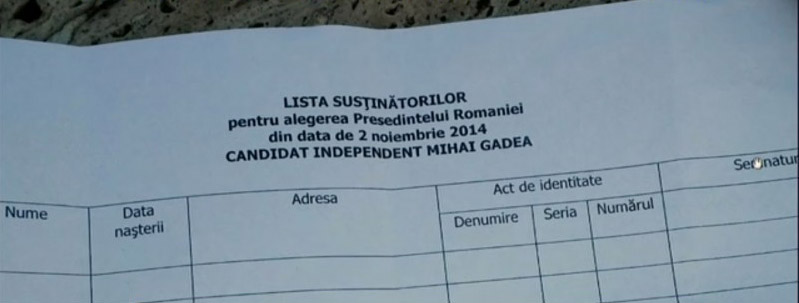 LISTA SUSŢINĂTORILOR
pentru alegerea Presedintelui Romaniei
din data de 2 noiembrie 2014
CANDIDAT INDEPENDENT MIHAI GADEA
Nume
Data
naşterii
Adresa
Act de identitate
Denumire
Seria
Numărul